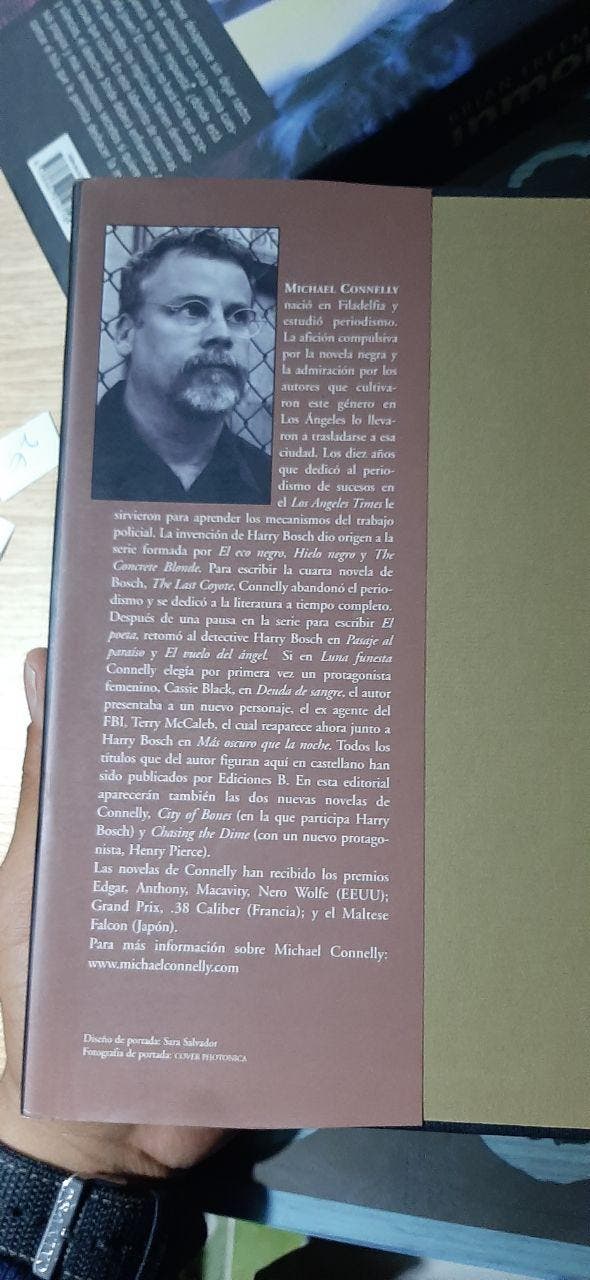 MICHAEL CONNELLY
nació en Filadelfia y
estudió periodismo.
La afición compulsiva
por la novela negra y
la admiración por los
autores que cultiva-
ron este género en
Los Ángeles lo lleva-
ron a trasladarse a esa
ciudad. Los diez años
que dedicó al perio-
dismo de sucesos en
el Los Angeles Times le
sirvieron para aprender los mecanismos del trabajo
policial. La invención de Harry Bosch dio origen a la
serie formada por El eco negro, Hielo negro y The
Concrete Blonde. Para escribir la cuarta novela de
Bosch, The Last Coyote, Connelly abandonó el perio-
dismo y se dedicó a la literatura a tiempo completo.
Después de una pausa en la serie para escribir El
poeta, retomó al detective Harry Bosch en Pasaje al
paraíso y El vuelo del ángel. Si en Luna funesta
Connelly elegía por primera vez un protagonista
femenino, Cassie Black, en Deuda de sangre, el autor
presentaba a un nuevo personaje, el ex agente del
FBI, Terry McCaleb, el cual reaparece ahora junto a
Harry Bosch en Más oscuro que la noche. Todos los
títulos que del autor figuran aquí en castellano han
sido publicados por Ediciones B. En esta editorial
aparecerán también las dos nuevas novelas de
Connelly, City of Bones (en la que participa Harry
Bosch) y Chasing the Dime (con un nuevo protago-
nista, Henry Pierce).
Las novelas de Connelly han recibido los premios
Edgar, Anthony, Macavity, Nero Wolfe (EEUU);
Grand Prix, .38 Caliber (Francia); y el Maltese
Falcon (Japón).
Para más información sobre Michael Connelly:
www.michaelconnelly.com
Diseño de portada: Sara Salvador
Fotografía de portada: COVER PHOTONICA